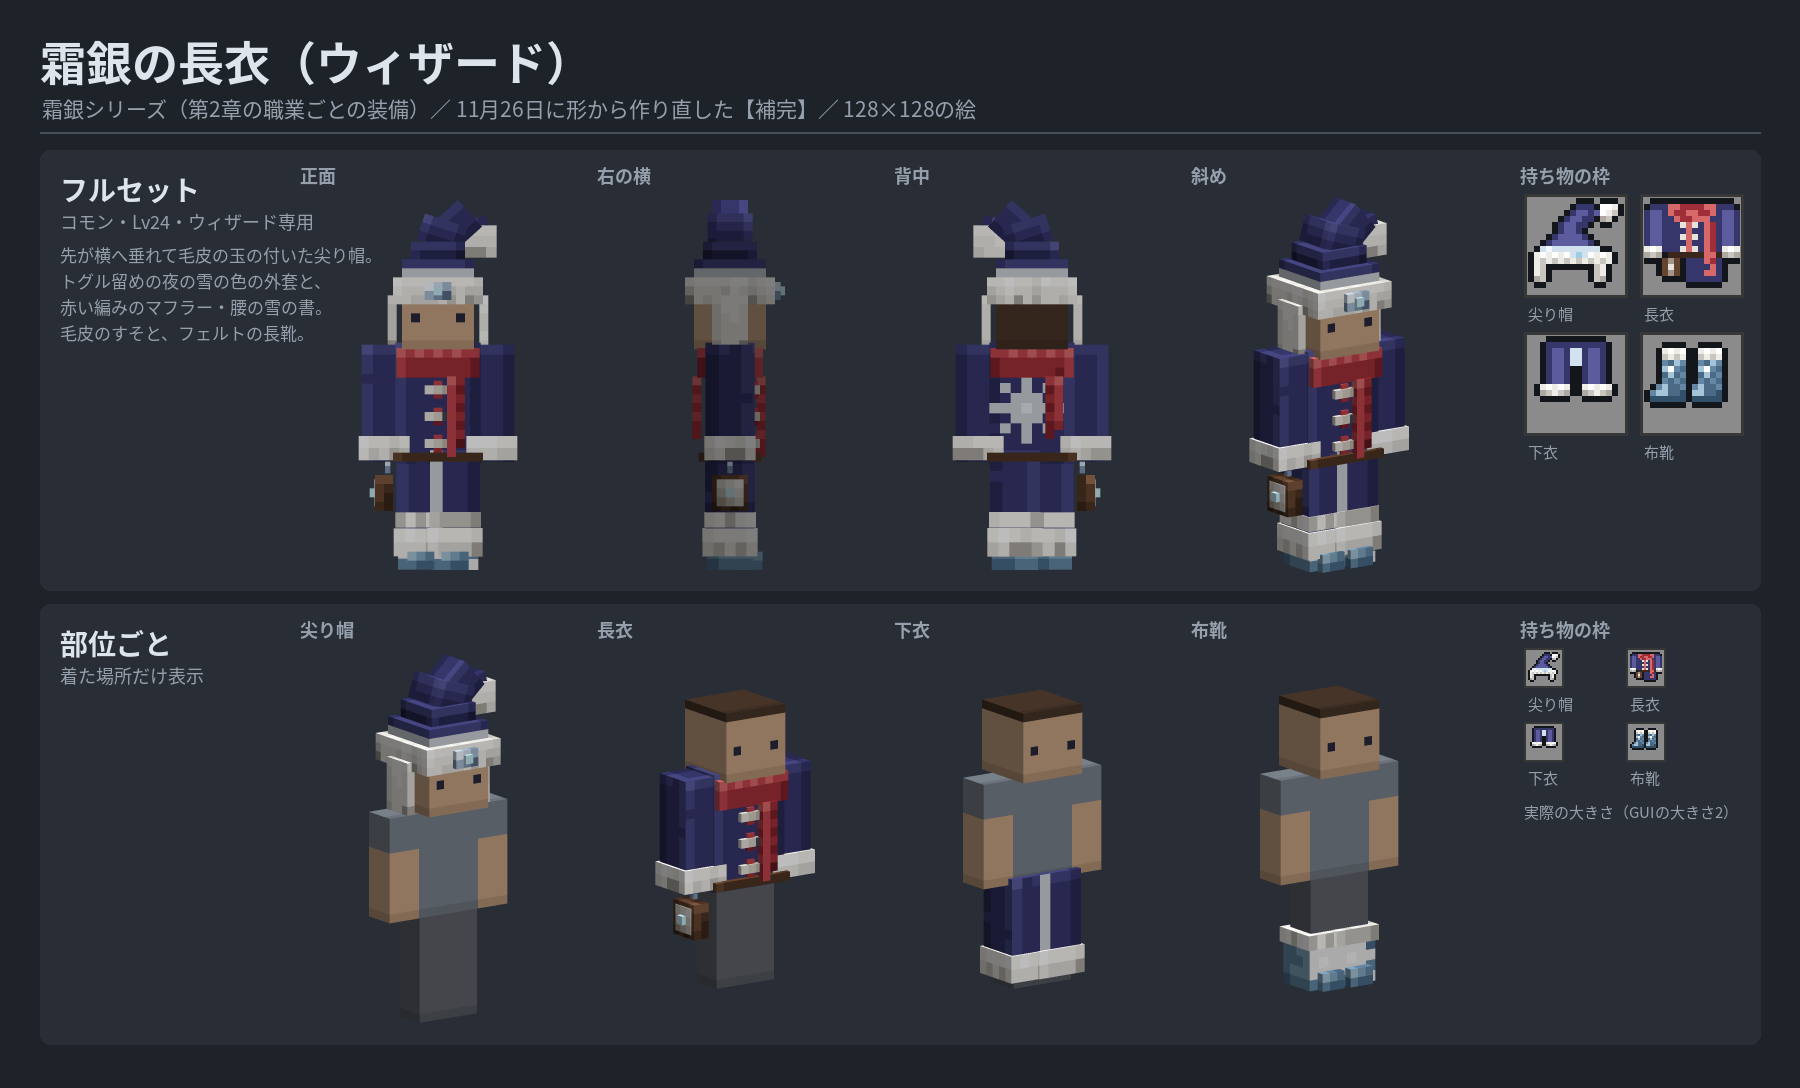 霜銀の長衣（ウィザード）
霜銀シリーズ（第2章の職業ごとの装備）／ 11月26日に形から作り直した【補完】／ 128×128の絵
フルセット
コモン・Lv24・ウィザード専用
先が横へ垂れて毛皮の玉の付いた尖り帽。
トグル留めの夜の雪の色の外套と、
赤い編みのマフラー・腰の雪の書。
毛皮のすそと、フェルトの長靴。
正面
右の横
背中
斜め
持ち物の枠
尖り帽
長衣
下衣
布靴
部位ごと
着た場所だけ表示
尖り帽
長衣
下衣
布靴
持ち物の枠
尖り帽
長衣
下衣
布靴
実際の大きさ（GUIの大きさ2）